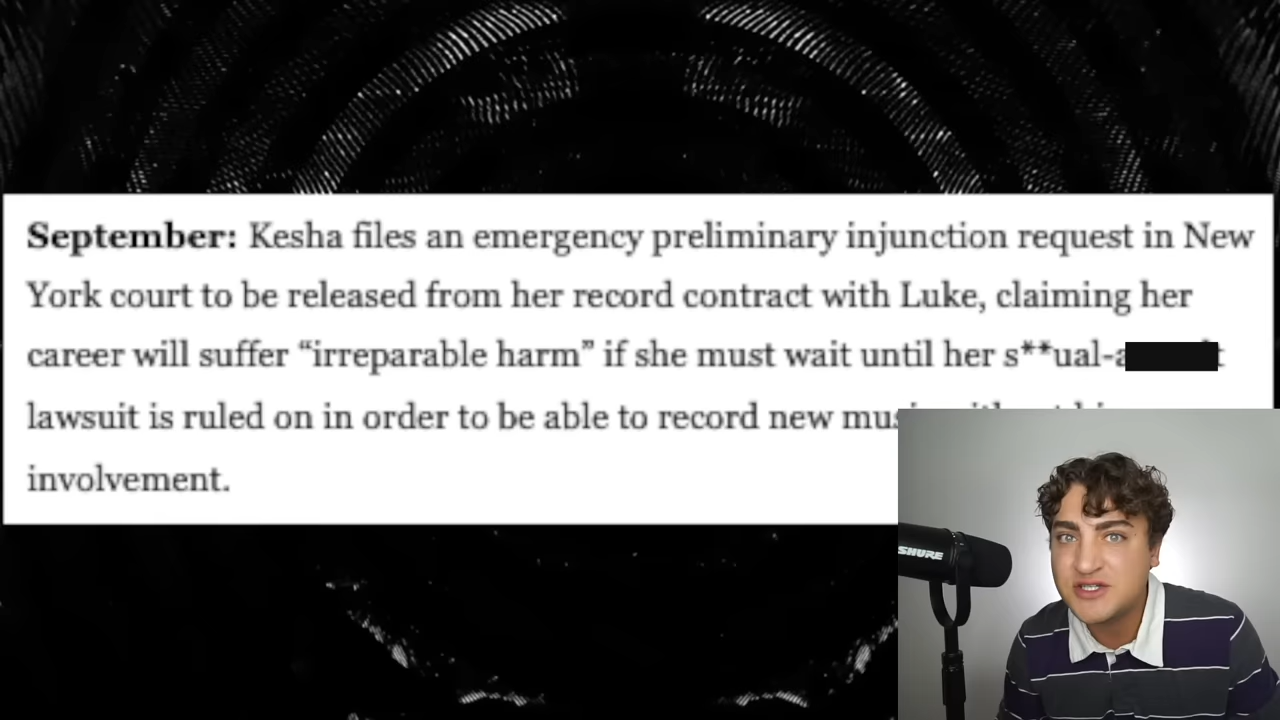 September: Kesha files an emergency preliminary injunction request in New
York court to be released from her record contract with Luke, claiming her
career will suffer “irreparable harm” if she must wait until her s**ual-a t
lawsuit is ruled on in order to be able to record new
involvement.
SHURE